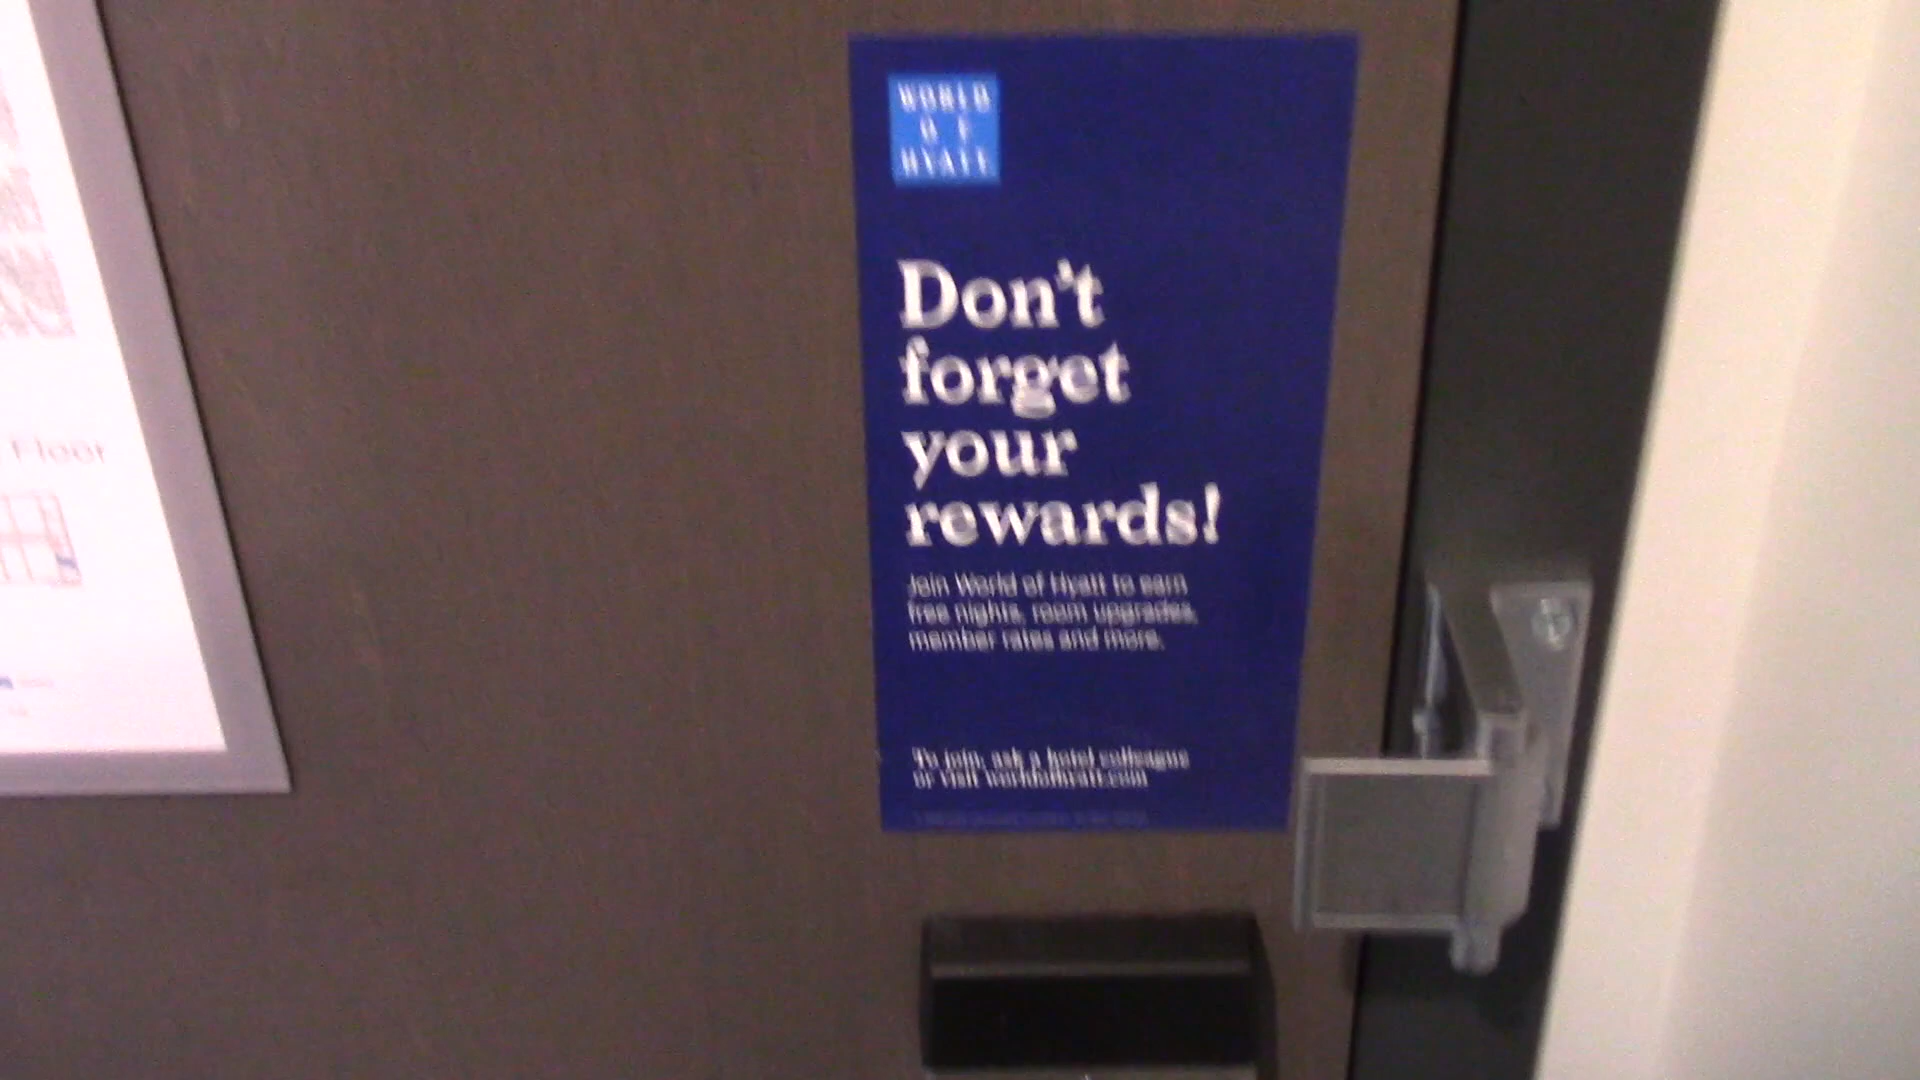 Floor
WORLD
OF
HYATT
Don't
forget
your
rewards!
Join World of Hyatt to earn
free nights, room upgrades,
member rates and more.
To join, ask a hotel colleague
or visit worldofhyatt.com